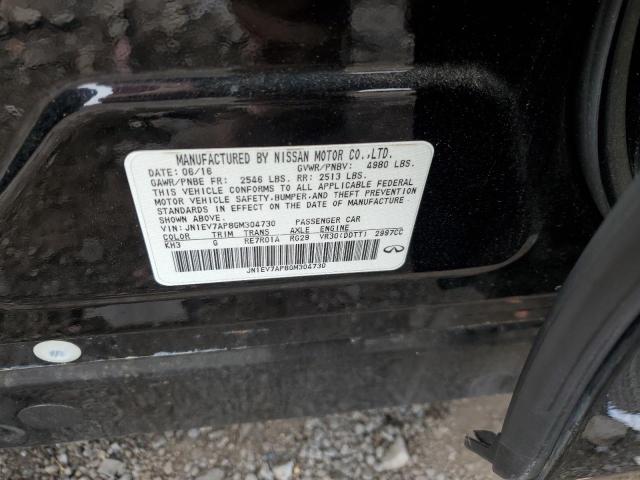 MANUFACTURED BY NISSAN MOTOR CO.,LTD.
DATE: 06/16 GVWR/PNBV: 4980 LBS.
GAWR/PNBE FR: 2546 LBS. RR: 2513 LBS.
THIS VEHICLE CONFORMS TO ALL APPLICABLE FEDERAL
MOTOR VEHICLE SAFETY, BUMPER, AND THEFT PREVENTION
STANDARDS IN EFFECT ON THE DATE OF MANUFACTURE
SHOWN ABOVE.
VIN: JN1EV7AP8GM304730 PASSENGER CAR
COLOR TRIM TRANS AXLE ENGINE
KH3 G RE7R01A RG29 VR30(DDTT) 2997CC
JN1EV7AP8GM304730
INFINITI